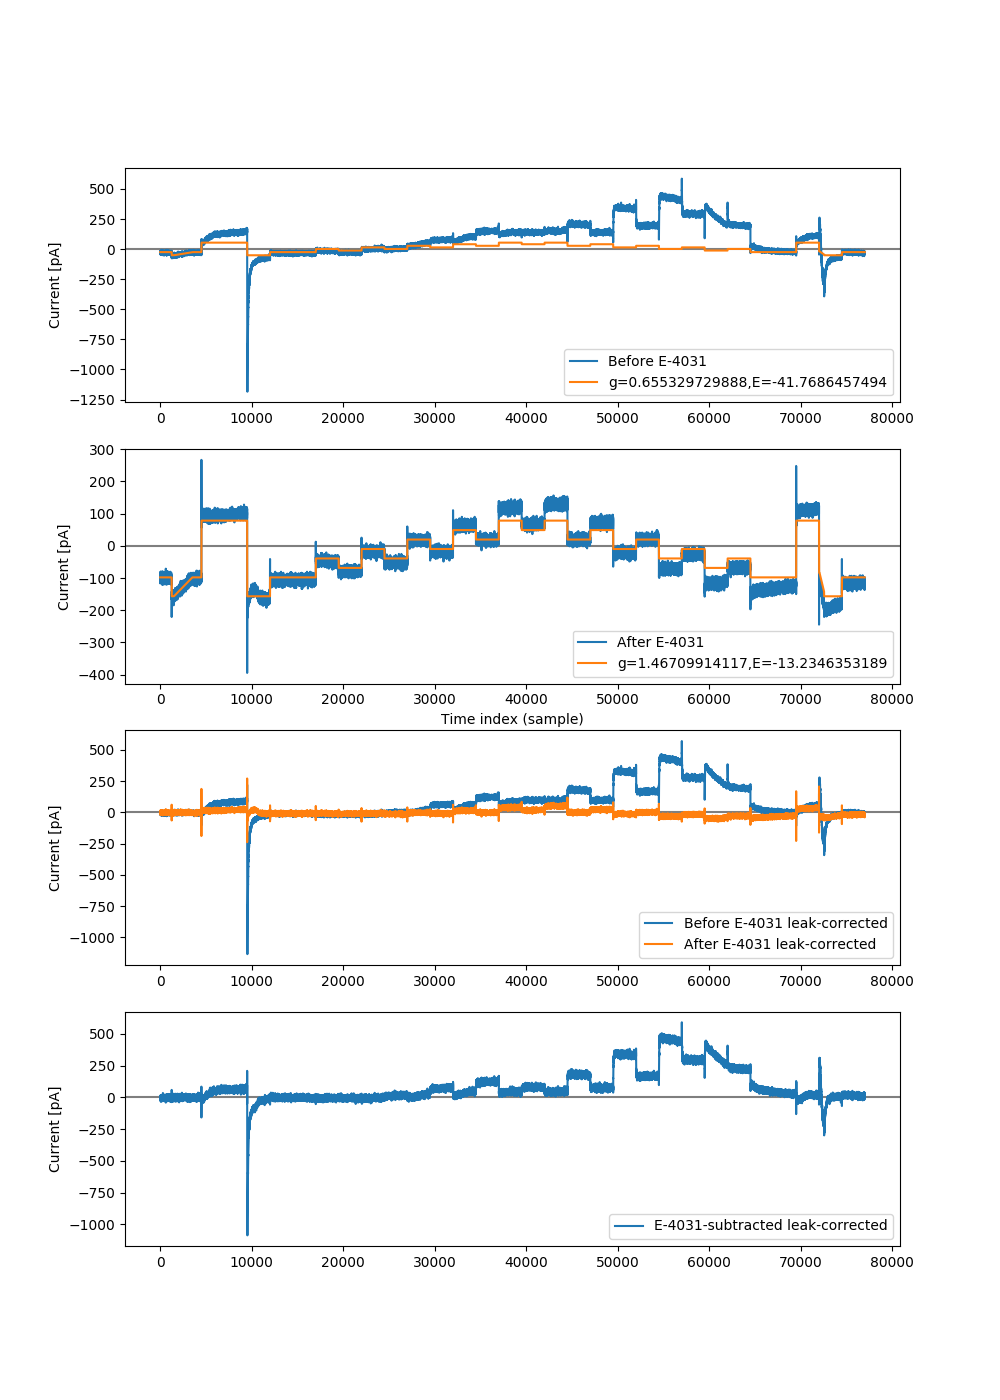 500
250
0
−250
−500
−750
−1000
−1250
Current [pA]
Before E-4031
g=0.655329729888,E=-41.7686457494
0 10000 20000 30000 40000 50000 60000 70000 80000
300
200
100
0
−100
−200
−300
−400
Current [pA]
After E-4031
g=1.46709914117,E=-13.2346353189
0 10000 20000 30000 40000 50000 60000 70000 80000
Time index (sample)
500
250
0
−250
−500
−750
−1000
Current [pA]
Before E-4031 leak-corrected
After E-4031 leak-corrected
0 10000 20000 30000 40000 50000 60000 70000 80000
500
250
0
−250
−500
−750
−1000
Current [pA]
E-4031-subtracted leak-corrected
0 10000 20000 30000 40000 50000 60000 70000 80000